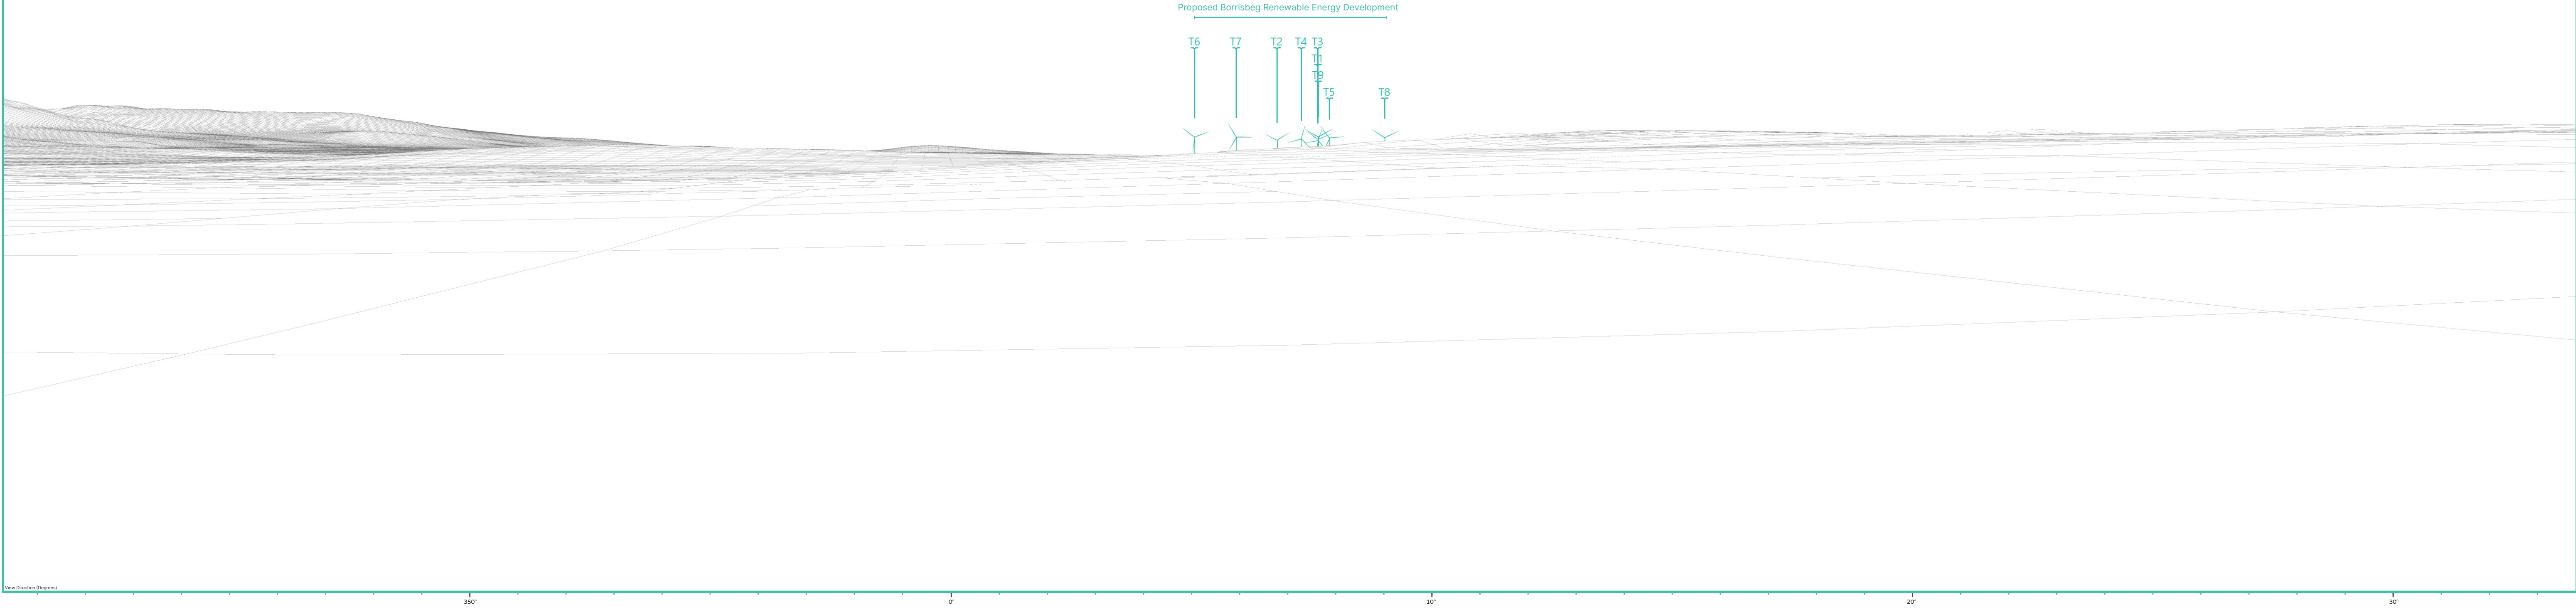 Proposed Borrisbeg Renewable Energy Development
T6 T7 T2 T4 T3
T1
T9
T5 T8
View Direction (Degrees)
350° 0° 10° 20° 30°